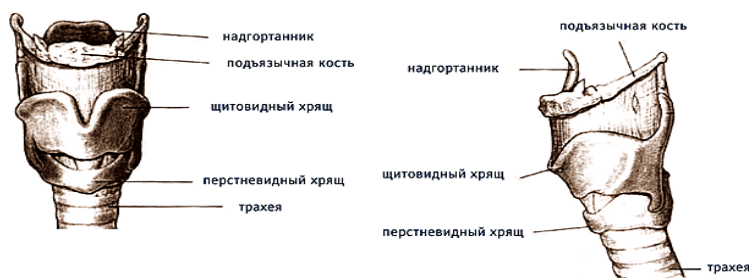 надгортанник
подъязычная кость
щитовидный хрящ
перстневидный хрящ
трахея
подъязычная кость
надгортанник
щитовидный хрящ
перстневидный хрящ
трахея